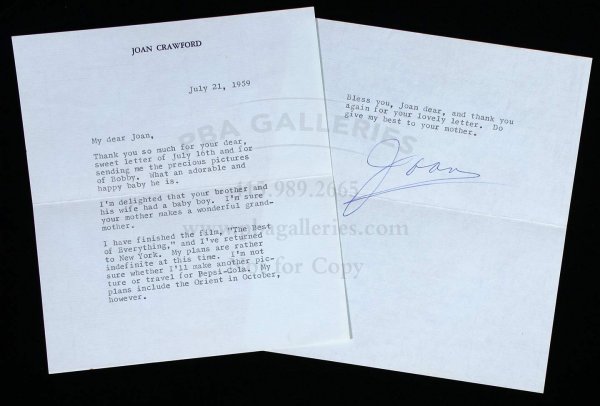 JOAN CRAWFORD
July 21, 1959
My dear Joan,
Thank you so much for your dear,
sweet letter of July 16th and for
sending me the precious pictures
of Bobby. What an adorable and
happy baby he is.
I'm delighted that your brother and
his wife had a baby boy. I'm sure
your mother makes a wonderful grand-
mother.
I have finished the film, "The Best
of Everything," and I've returned
to New York. My plans are rather
indefinite at this time. I'm not
sure whether I'll make another pic-
ture or travel for Pepsi-Cola. My
plans include the Orient in October,
however.
Bless you, Joan dear, and thank you
again for your lovely letter. Do
give my best to your mother.
Joan
PBA GALLERIES
.989.2665
www.pbagalleries.com
for Copy